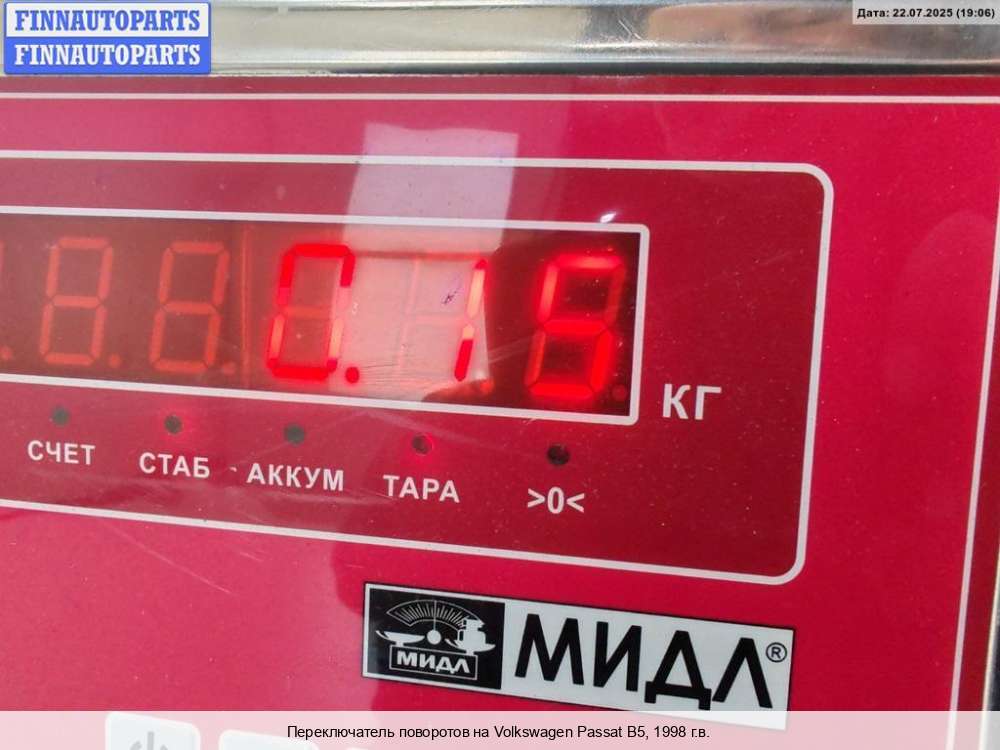 FINNAUTOPARTS
FINNAUTOPARTS
Дата: 22.07.2025 (19:06)
0.15
КГ
СЧЕТ СТАБ АККУМ ТАРА >0<
МИДЛ МИДЛ®
Переключатель поворотов на Volkswagen Passat B5, 1998 г.в.